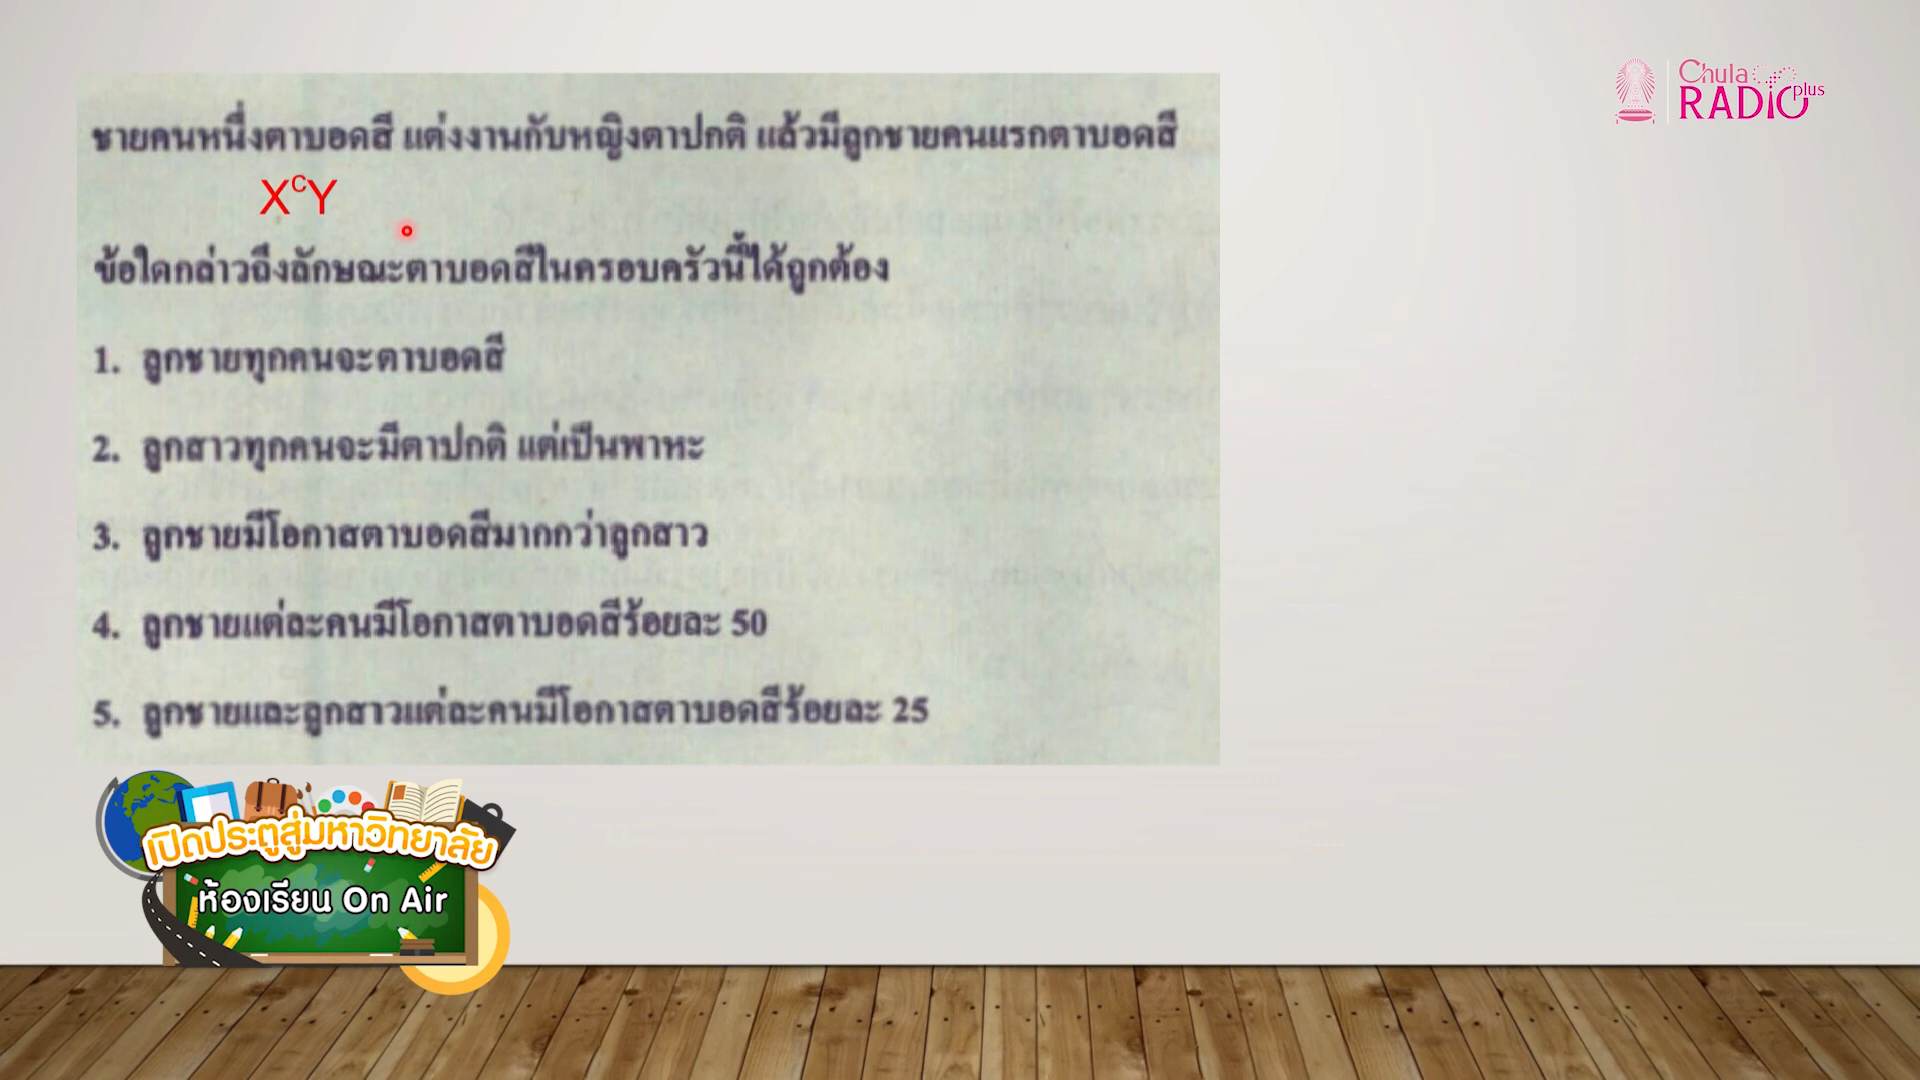 Chula
RADIO plus
ชายคนหนึ่งตาบอดสี แต่งงานกับหญิงตาปกติ แล้วมีลูกชายคนแรกตาบอดสี
XᶜY
ข้อใดกล่าวถึงลักษณะตาบอดสีในครอบครัวนี้ได้ถูกต้อง
1. ลูกชายทุกคนจะตาบอดสี
2. ลูกสาวทุกคนจะมีตาปกติ แต่เป็นพาหะ
3. ลูกชายมีโอกาสตาบอดสีมากกว่าลูกสาว
4. ลูกชายแต่ละคนมีโอกาสตาบอดสีร้อยละ 50
5. ลูกชายและลูกสาวแต่ละคนมีโอกาสตาบอดสีร้อยละ 25
เปิดประตูสู่มหาวิทยาลัย
ห้องเรียน On Air